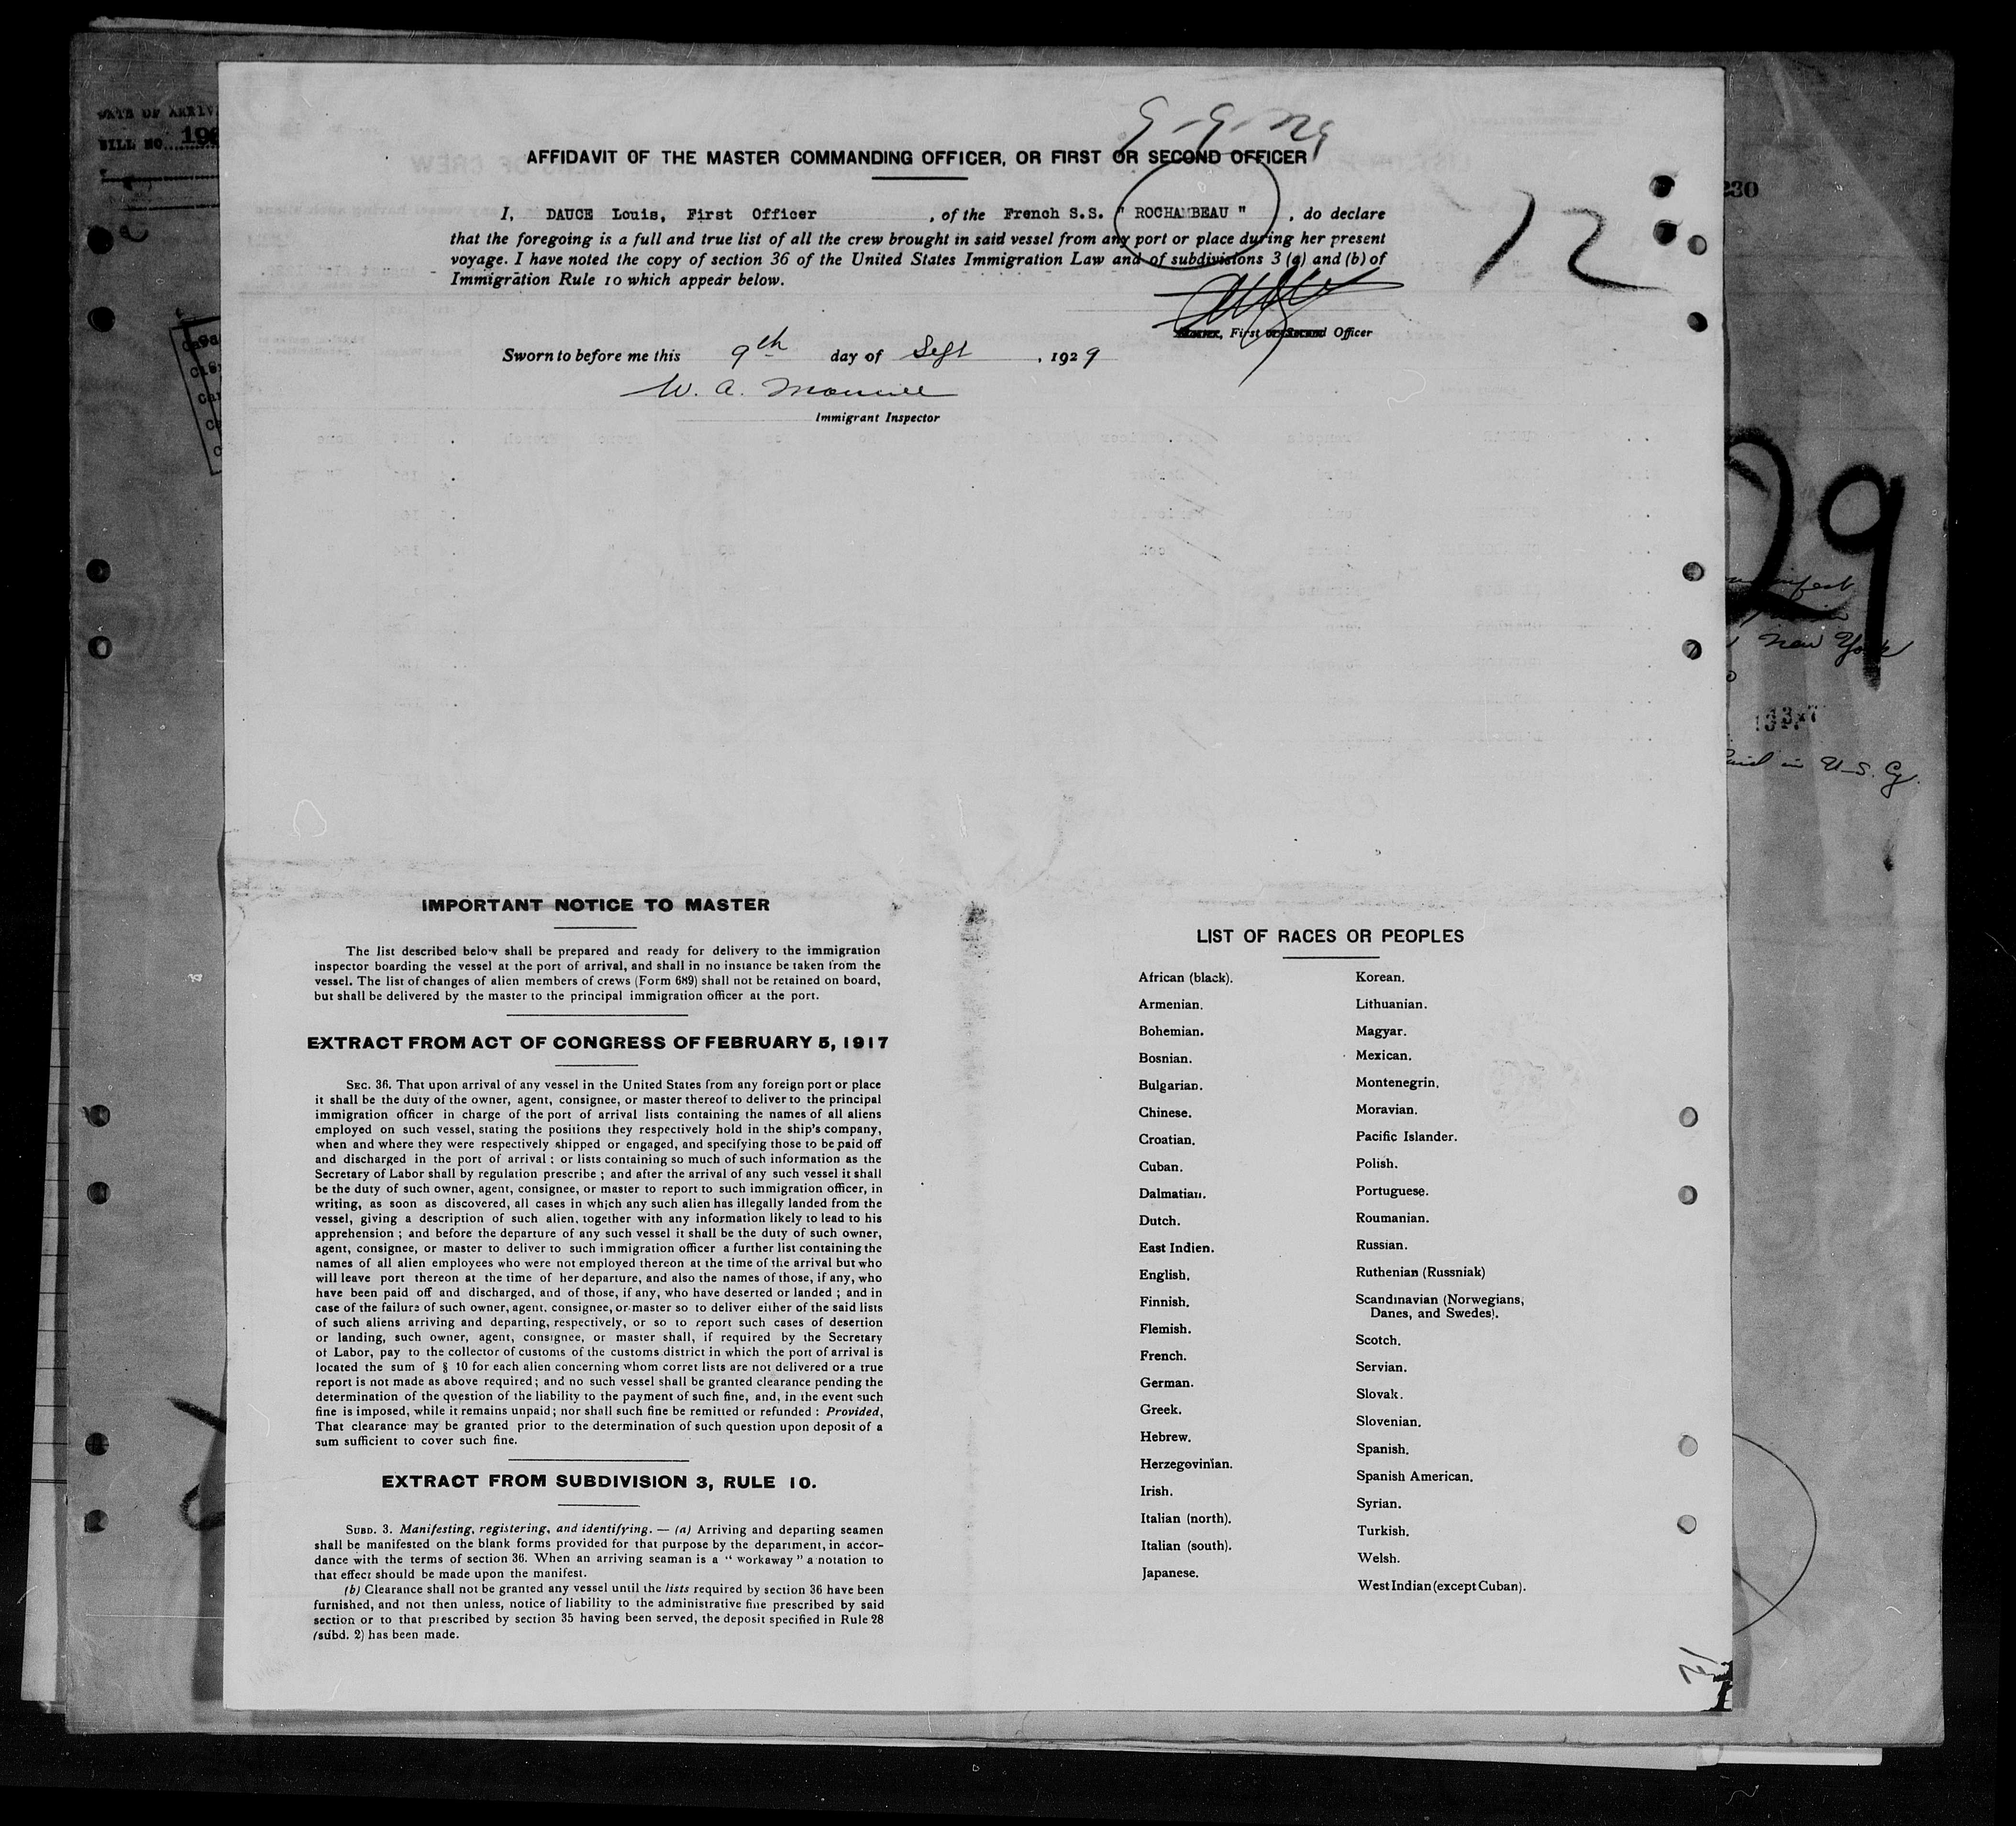 9-9-29
AFFIDAVIT OF THE MASTER COMMANDING OFFICER, OR FIRST OR SECOND OFFICER
I, DAUCE Louis, First Officer , of the French S.S. " ROCHAMBEAU " , do declare
that the foregoing is a full and true list of all the crew brought in said vessel from any port or place during her present
voyage. I have noted the copy of section 36 of the United States Immigration Law and of subdivisions 3 (a) and (b) of
Immigration Rule 10 which appear below.
12
Master, First or Second Officer
Sworn to before me this 9th day of Sept , 1929
W. A.
Immigrant Inspector
IMPORTANT NOTICE TO MASTER
The list described below shall be prepared and ready for delivery to the immigration
inspector boarding the vessel at the port of arrival, and shall in no instance be taken from the
vessel. The list of changes of alien members of crews (Form 689) shall not be retained on board,
but shall be delivered by the master to the principal immigration officer at the port.
EXTRACT FROM ACT OF CONGRESS OF FEBRUARY 5, 1917
SEC. 36. That upon arrival of any vessel in the United States from any foreign port or place
it shall be the duty of the owner, agent, consignee, or master thereof to deliver to the principal
immigration officer in charge of the port of arrival lists containing the names of all aliens
employed on such vessel, stating the positions they respectively hold in the ship's company,
when and where they were respectively shipped or engaged, and specifying those to be paid off
and discharged in the port of arrival ; or lists containing so much of such information as the
Secretary of Labor shall by regulation prescribe ; and after the arrival of any such vessel it shall
be the duty of such owner, agent, consignee, or master to report to such immigration officer, in
writing, as soon as discovered, all cases in which any such alien has illegally landed from the
vessel, giving a description of such alien, together with any information likely to lead to his
apprehension ; and before the departure of any such vessel it shall be the duty of such owner,
agent, consignee, or master to deliver to such immigration officer a further list containing the
names of all alien employees who were not employed thereon at the time of the arrival but who
will leave port thereon at the time of her departure, and also the names of those, if any, who
have been paid off and discharged, and of those, if any, who have deserted or landed ; and in
case of the failure of such owner, agent, consignee, or master so to deliver either of the said lists
of such aliens arriving and departing, respectively, or so to report such cases of desertion
or landing, such owner, agent, consignee, or master shall, if required by the Secretary
of Labor, pay to the collector of customs of the customs district in which the port of arrival is
located the sum of § 10 for each alien concerning whom corret lists are not delivered or a true
report is not made as above required ; and no such vessel shall be granted clearance pending the
determination of the question of the liability to the payment of such fine, and, in the event such
fine is imposed, while it remains unpaid ; nor shall such fine be remitted or refunded : Provided,
That clearance may be granted prior to the determination of such question upon deposit of a
sum sufficient to cover such fine.
EXTRACT FROM SUBDIVISION 3, RULE 10.
SUBD. 3. Manifesting, registering, and identifying. — (a) Arriving and departing seamen
shall be manifested on the blank forms provided for that purpose by the department, in accor-
dance with the terms of section 36. When an arriving seaman is a " workaway " a notation to
that effect should be made upon the manifest.
(b) Clearance shall not be granted any vessel until the lists required by section 36 have been
furnished, and not then unless, notice of liability to the administrative fine prescribed by said
section or to that prescribed by section 35 having been served, the deposit specified in Rule 28
(subd. 2) has been made.
LIST OF RACES OR PEOPLES
African (black).
Armenian.
Bohemian.
Bosnian.
Bulgarian.
Chinese.
Croatian.
Cuban.
Dalmatian.
Dutch.
East Indien.
English.
Finnish.
Flemish.
French.
German.
Greek.
Hebrew.
Herzegovinian.
Irish.
Italian (north).
Italian (south).
Japanese.
Korean.
Lithuanian.
Magyar.
Mexican.
Montenegrin.
Moravian.
Pacific Islander.
Polish.
Portuguese.
Roumanian.
Russian.
Ruthenian (Russniak)
Scandinavian (Norwegians,
Danes, and Swedes).
Scotch.
Servian.
Slovak.
Slovenian.
Spanish.
Spanish American.
Syrian.
Turkish.
Welsh.
West Indian (except Cuban).
DATE OF
BILL NO
230
29
New York
in U.S. Cy.
12